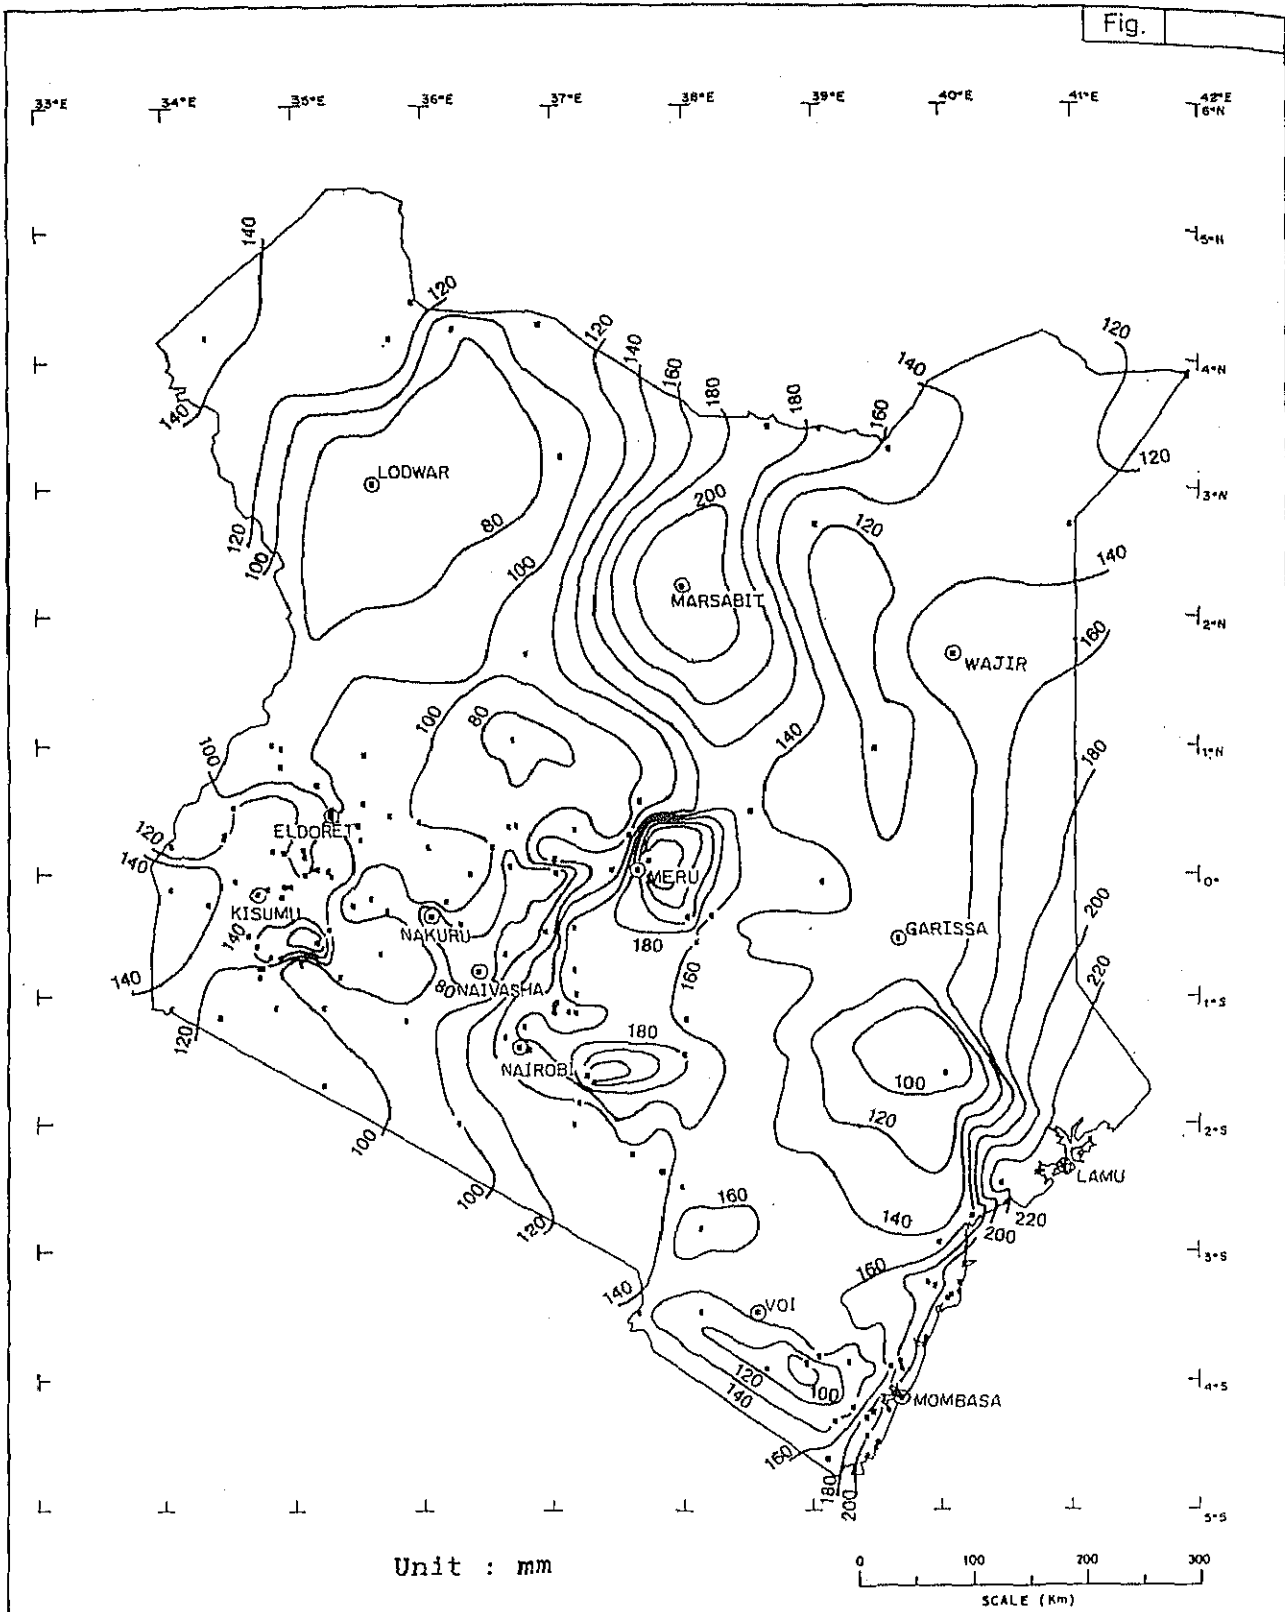 Fig.
33°E 34°E 35°E 36°E 37°E 38°E 39°E 40°E 41°E 42°E
6°N
140
5°N
120
120
140
120
140
160
180
180
160
4°N
140
LODWAR
120
3°N
200
120
80
120
100
100
140
MARSABIT
2°N
160
WAJIR
100
80
140
180
1°N
100
120
140
ELDORET
MERU
0°
KISUMU
200
140
NAKURU
180
GARISSA
160
220
140
80 NAIVASHA
1°S
120
180
NAIROBI
100
120
2°S
100
LAMU
100
160
140
220
120
200
3°S
160
140
VOI
120
100
4°S
140
MOMBASA
160
180
200
5°S
Unit : mm
0 100 200 300
SCALE (Km)